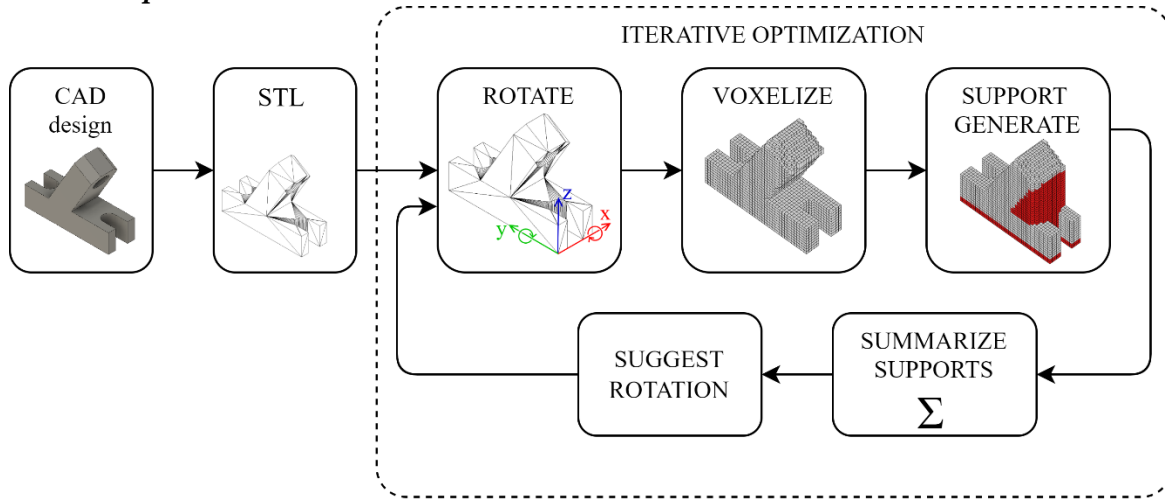 ITERATIVE OPTIMIZATION
CAD
design
STL
ROTATE
z
x
y
VOXELIZE
SUPPORT
GENERATE
SUGGEST
ROTATION
SUMMARIZE
SUPPORTS
Σ